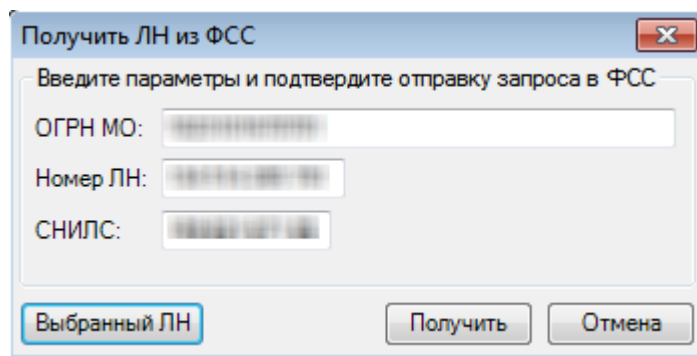 Получить ЛН из ФСС
Введите параметры и подтвердите отправку запроса в ФСС
ОГРН МО:
Номер ЛН:
СНИЛС:
Выбранный ЛН
Получить
Отмена